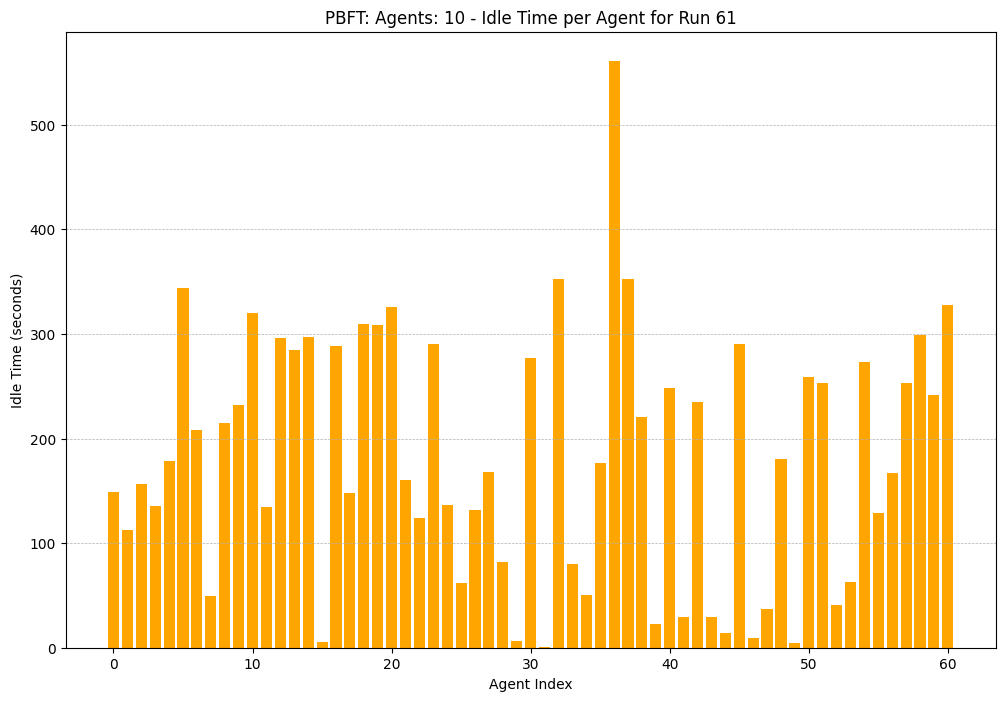 PBFT: Agents: 10 - Idle Time per Agent for Run 61
Idle Time (seconds)
500
400
300
200
100
0
0 10 20 30 40 50 60
Agent Index